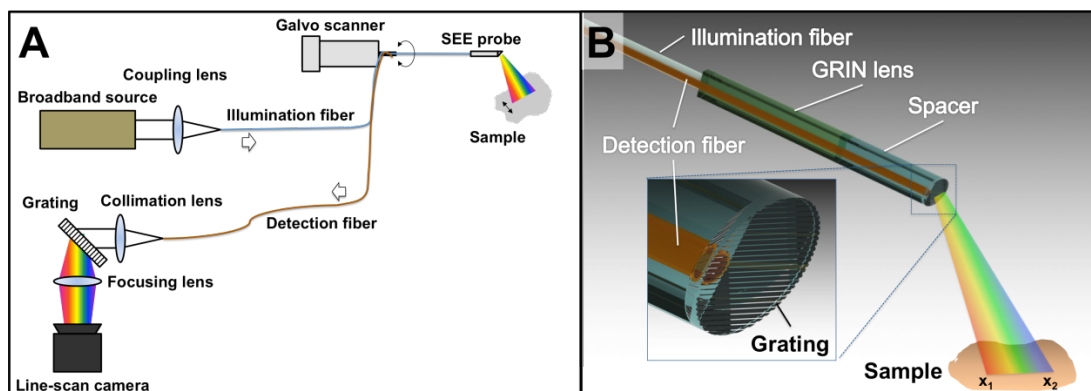 A
Galvo scanner
SEE probe
Coupling lens
Broadband source
Illumination fiber
Sample
Grating
Collimation lens
Detection fiber
Focusing lens
Line-scan camera
B
Illumination fiber
GRIN lens
Spacer
Detection fiber
Grating
Sample
x1
x2